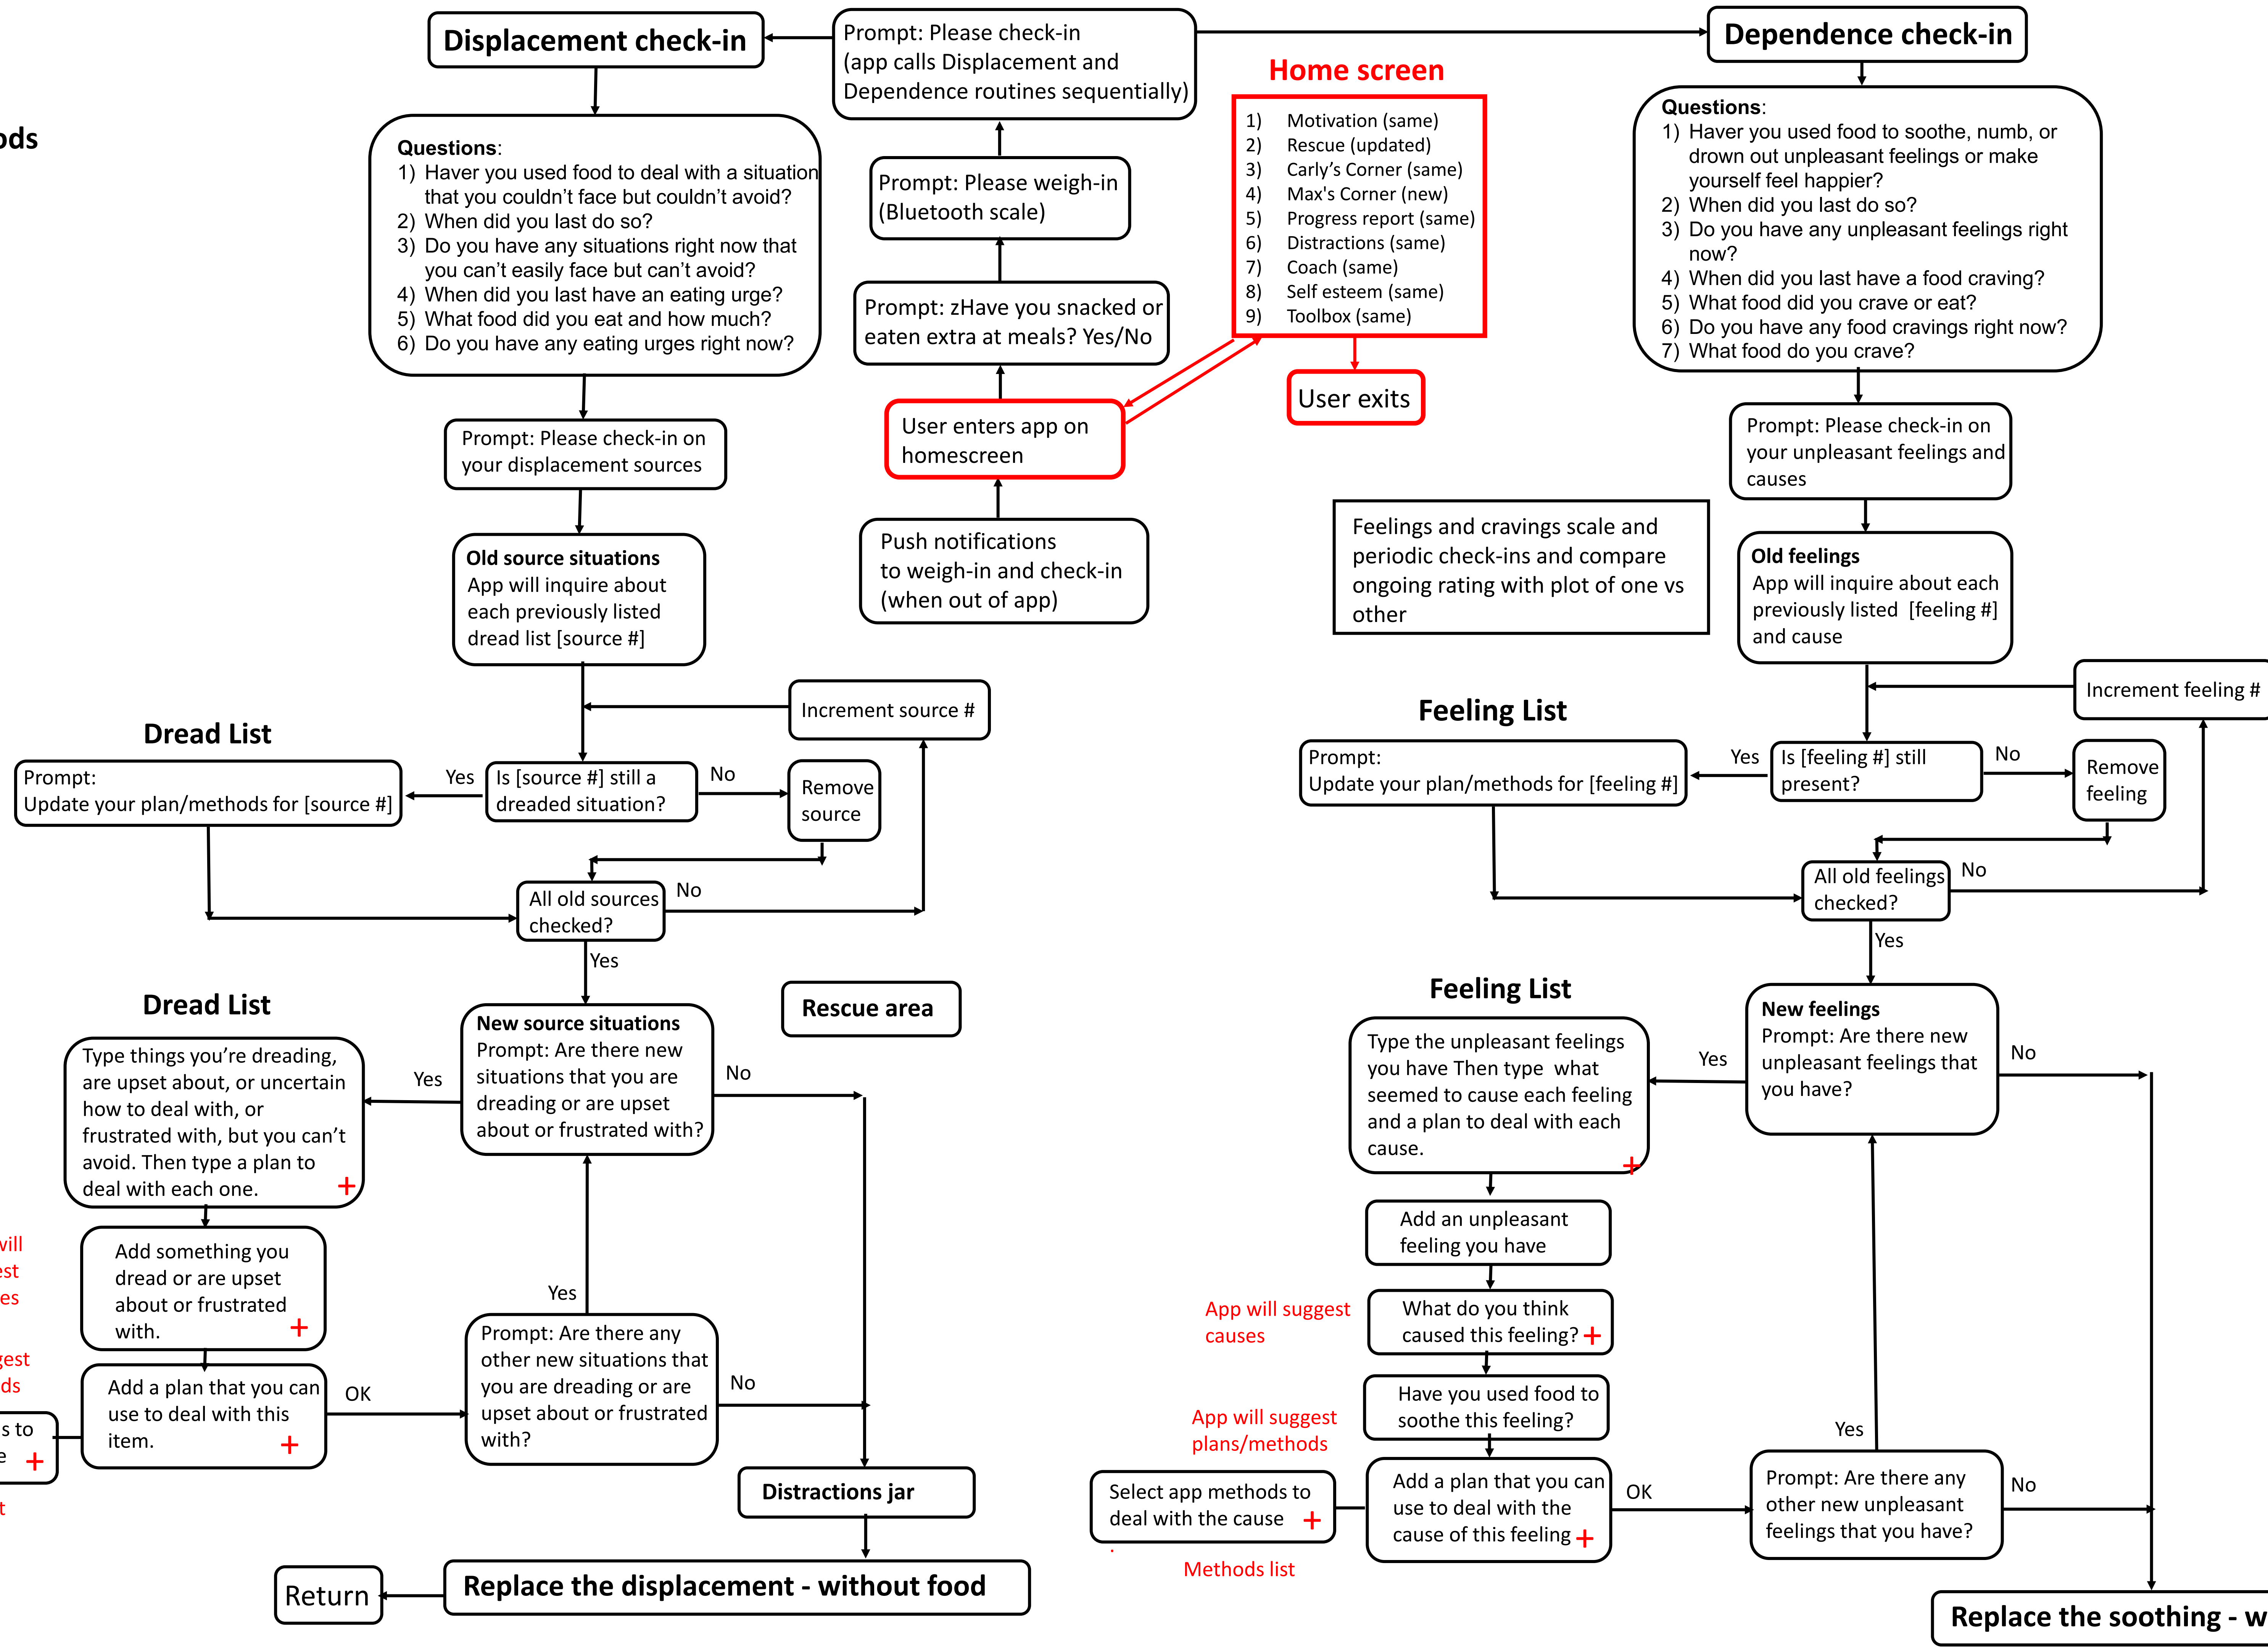 Displacement check-in
Prompt: Please check-in
(app calls Displacement and
Dependence routines sequentially)
Dependence check-in
Home screen
1) Motivation (same)
2) Rescue (updated)
3) Carly’s Corner (same)
4) Max's Corner (new)
5) Progress report (same)
6) Distractions (same)
7) Coach (same)
8) Self esteem (same)
9) Toolbox (same)
User exits
ods
Questions:
1) Haver you used food to deal with a situation
that you couldn’t face but couldn’t avoid?
2) When did you last do so?
3) Do you have any situations right now that
you can’t easily face but can’t avoid?
4) When did you last have an eating urge?
5) What food did you eat and how much?
6) Do you have any eating urges right now?
Prompt: Please weigh-in
(Bluetooth scale)
Prompt: zHave you snacked or
eaten extra at meals? Yes/No
User enters app on
homescreen
Push notifications
to weigh-in and check-in
(when out of app)
Questions:
1) Haver you used food to soothe, numb, or
drown out unpleasant feelings or make
yourself feel happier?
2) When did you last do so?
3) Do you have any unpleasant feelings right
now?
4) When did you last have a food craving?
5) What food did you crave or eat?
6) Do you have any food cravings right now?
7) What food do you crave?
Prompt: Please check-in on
your displacement sources
Old source situations
App will inquire about
each previously listed
dread list [source #]
Increment source #
Dread List
Prompt:
Update your plan/methods for [source #]
Yes
Is [source #] still a
dreaded situation?
No
Remove
source
All old sources
checked?
No
Yes
Dread List
Type things you’re dreading,
are upset about, or uncertain
how to deal with, or
frustrated with, but you can’t
avoid. Then type a plan to
deal with each one.
+
Yes
New source situations
Prompt: Are there new
situations that you are
dreading or are upset
about or frustrated with?
No
Rescue area
will
est
es
Add something you
dread or are upset
about or frustrated
with.
+
gest
ds
s to
e
+
t
Add a plan that you can
use to deal with this
item.
+
OK
Yes
Prompt: Are there any
other new situations that
you are dreading or are
upset about or frustrated
with?
No
Distractions jar
Replace the displacement - without food
Return
Feelings and cravings scale and
periodic check-ins and compare
ongoing rating with plot of one vs
other
Prompt: Please check-in on
your unpleasant feelings and
causes
Old feelings
App will inquire about each
previously listed [feeling #]
and cause
Increment feeling #
Feeling List
Prompt:
Update your plan/methods for [feeling #]
Yes
Is [feeling #] still
present?
No
Remove
feeling
All old feelings
checked?
No
Yes
Feeling List
Type the unpleasant feelings
you have Then type what
seemed to cause each feeling
and a plan to deal with each
cause.
+
Yes
New feelings
Prompt: Are there new
unpleasant feelings that
you have?
No
Add an unpleasant
feeling you have
App will suggest
causes
What do you think
caused this feeling?
+
Have you used food to
soothe this feeling?
App will suggest
plans/methods
Select app methods to
deal with the cause
+
.
Methods list
Add a plan that you can
use to deal with the
cause of this feeling
+
OK
Yes
Prompt: Are there any
other new unpleasant
feelings that you have?
No
Replace the soothing - w